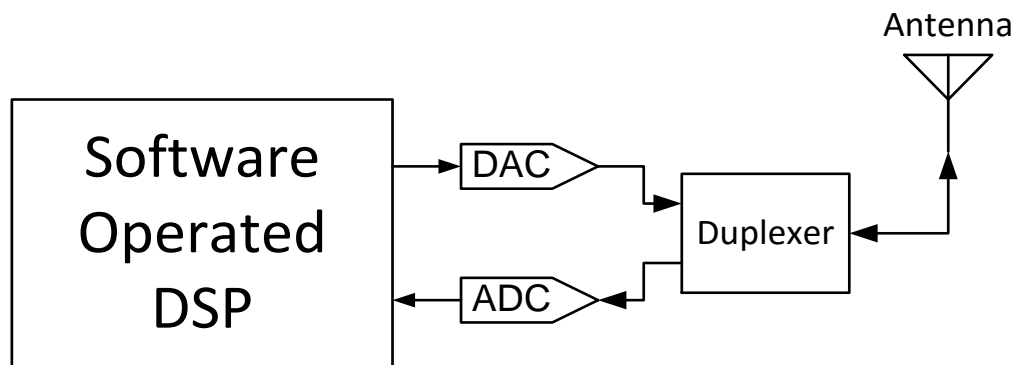 Antenna
Software
Operated
DSP
DAC
Duplexer
ADC